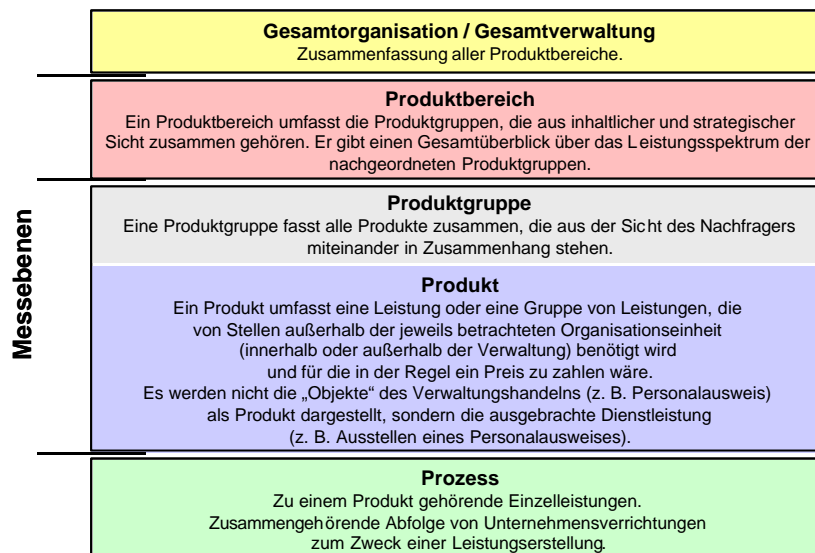 Gesamtorganisation / Gesamtverwaltung
Zusammenfassung aller Produktbereiche.
Messebenen
Produktbereich
Ein Produktbereich umfasst die Produktgruppen, die aus inhaltlicher und strategischer
Sicht zusammen gehören. Er gibt einen Gesamtüberblick über das Leistungsspektrum der
nachgeordneten Produktgruppen.
Produktgruppe
Eine Produktgruppe fasst alle Produkte zusammen, die aus der Sicht des Nachfragers
miteinander in Zusammenhang stehen.
Produkt
Ein Produkt umfasst eine Leistung oder eine Gruppe von Leistungen, die
von Stellen außerhalb der jeweils betrachteten Organisationseinheit
(innerhalb oder außerhalb der Verwaltung) benötigt wird
und für die in der Regel ein Preis zu zahlen wäre.
Es werden nicht die „Objekte“ des Verwaltungshandelns (z. B. Personalausweis)
als Produkt dargestellt, sondern die ausgebrachte Dienstleistung
(z. B. Ausstellen eines Personalausweises).
Prozess
Zu einem Produkt gehörende Einzelleistungen.
Zusammengehörende Abfolge von Unternehmensverrichtungen
zum Zweck einer Leistungserstellung.